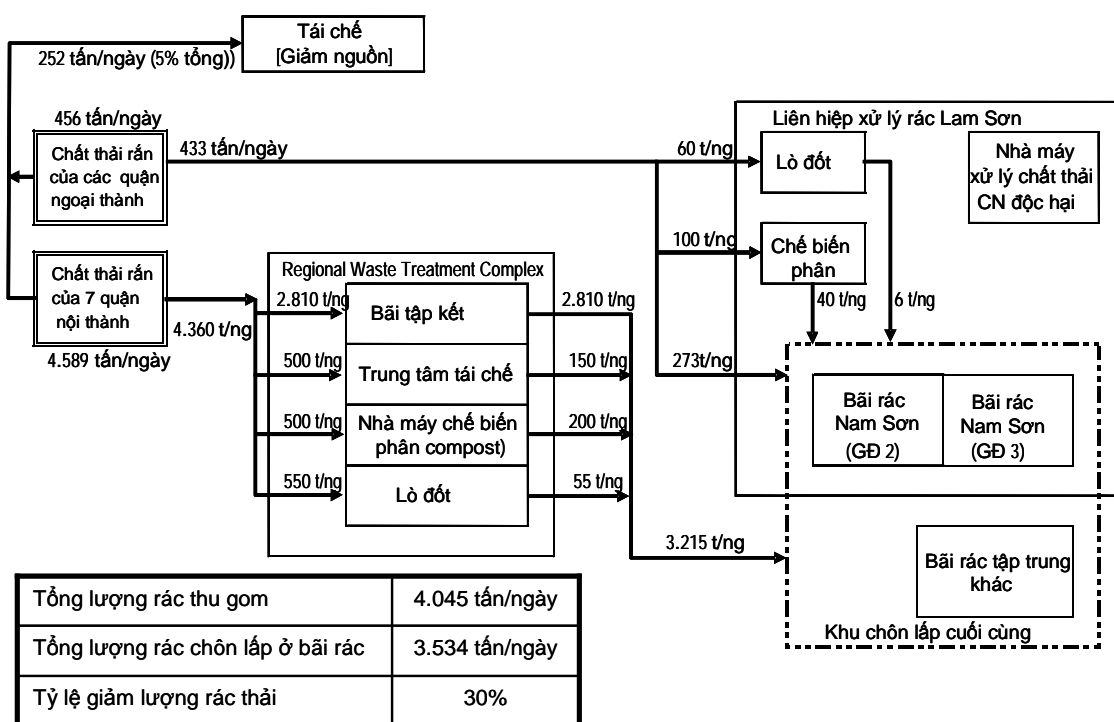 Tái chế
[Giảm nguồn]
252 tấn/ngày (5% tổng))
456 tấn/ngày
Chất thải rắn
của các quận
ngoại thành
433 tấn/ngày
Chất thải rắn
của 7 quận
nội thành
4.589 tấn/ngày
4.360 t/ng
Regional Waste Treatment Complex
2.810 t/ng
Bãi tập kết
2.810 t/ng
500 t/ng
Trung tâm tái chế
150 t/ng
500 t/ng
Nhà máy chế biến
phân compost)
200 t/ng
550 t/ng
Lò đốt
55 t/ng
3.215 t/ng
Liên hiệp xử lý rác Lam Sơn
60 t/ng
Lò đốt
Nhà máy
xử lý chất thải
CN độc hại
100 t/ng
Chế biến
phân
40 t/ng
6 t/ng
273t/ng
Bãi rác
Nam Sơn
(GĐ 2)
Bãi rác
Nam Sơn
(GĐ 3)
Bãi rác tập trung
khác
Khu chôn lấp cuối cùng
Tổng lượng rác thu gom 4.045 tấn/ngày
Tổng lượng rác chôn lấp ở bãi rác 3.534 tấn/ngày
Tỷ lệ giảm lượng rác thải 30%